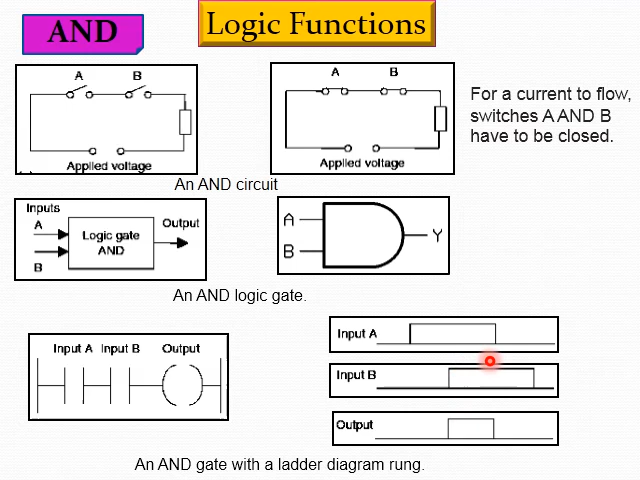 AND
Logic Functions
A B
Applied voltage
A B
Applied voltage
For a current to flow,
switches A AND B
have to be closed.
An AND circuit
Inputs
A
B
Logic gate
AND
Output
A
B
Y
An AND logic gate.
Input A Input B Output
Input A
Input B
Output
An AND gate with a ladder diagram rung.